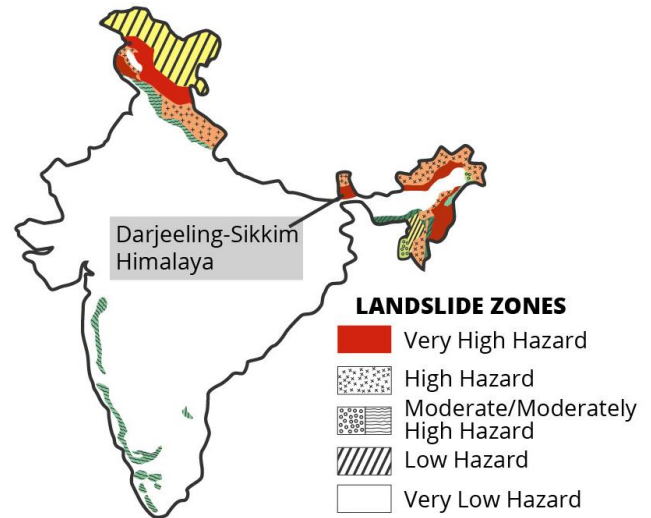 Darjeeling-Sikkim
Himalaya
LANDSLIDE ZONES
Very High Hazard
High Hazard
Moderate/Moderately
High Hazard
Low Hazard
Very Low Hazard